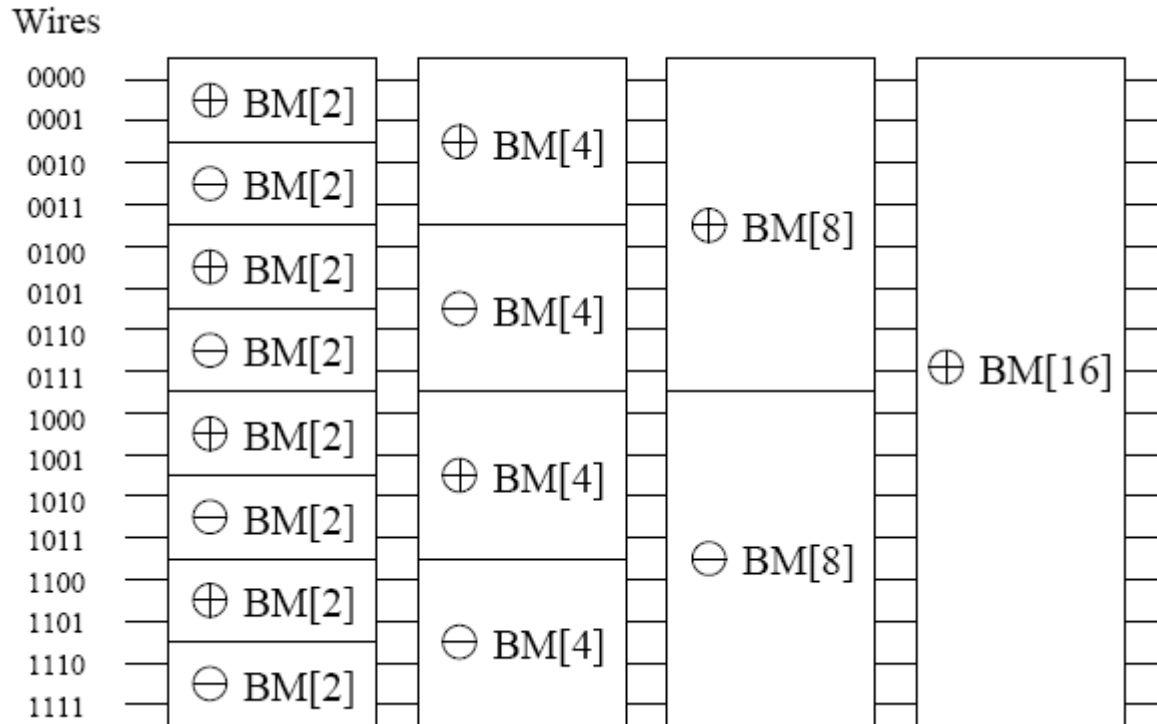 Wires
0000
0001
0010
0011
0100
0101
0110
0111
1000
1001
1010
1011
1100
1101
1110
1111
⊕ BM[2]
⊖ BM[2]
⊕ BM[2]
⊖ BM[2]
⊕ BM[2]
⊖ BM[2]
⊕ BM[2]
⊖ BM[2]
⊕ BM[4]
⊖ BM[4]
⊕ BM[4]
⊖ BM[4]
⊕ BM[8]
⊖ BM[8]
⊕ BM[16]